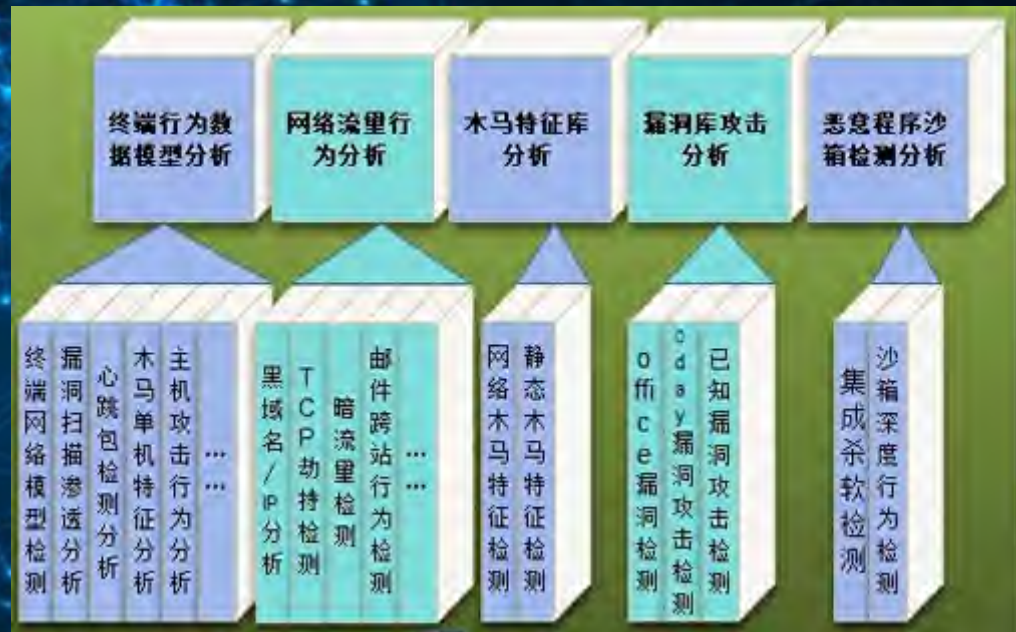 终端行为数
据模型分析
网络流里行
为分析
木马特征库
分析
漏洞库攻击
分析
恶意程序沙
箱检测分析
终端网络模型检测
漏洞扫描渗透分析
心跳包检测分析
木马单机特征分析
主机攻击行为分析
……
黑域名/IP分析
TCP劫持检测
暗流里检测
邮件跨站行为检测
……
网络木马特征检测
静态木马特征检测
office漏洞检测
0day漏洞攻击检测
已知漏洞攻击检测
集成杀软检测
沙箱深度行为检测